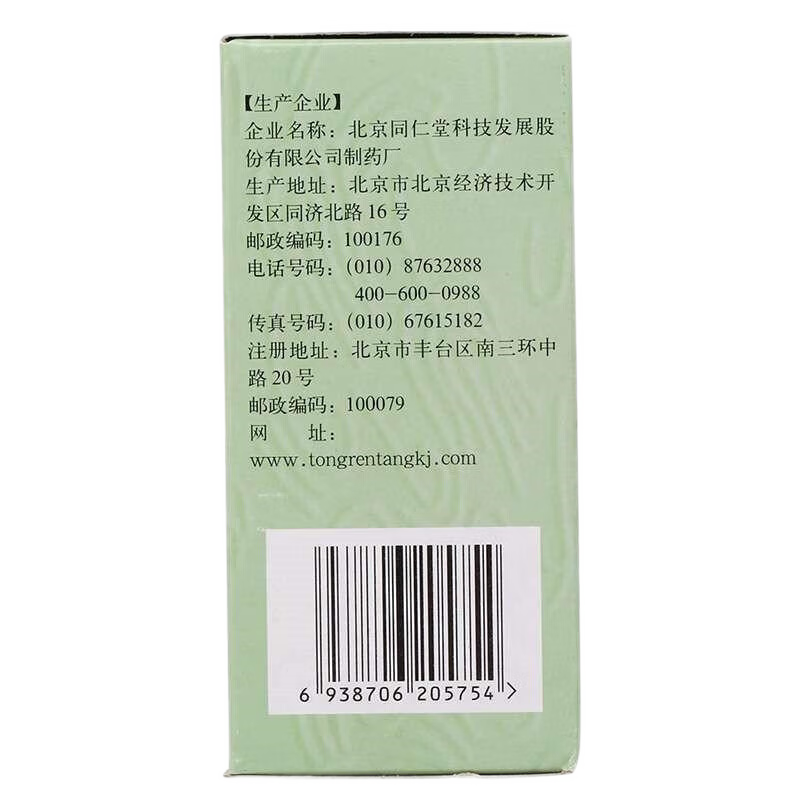 【生产企业】
企业名称：北京同仁堂科技发展股
份有限公司制药厂
生产地址：北京市北京经济技术开
发区同济北路16号
邮政编码：100176
电话号码：(010) 87632888
400-600-0988
传真号码：(010) 67615182
注册地址：北京市丰台区南三环中
路20号
邮政编码：100079
网　　址：
www.tongrentangkj.com
6 938706 205754 >